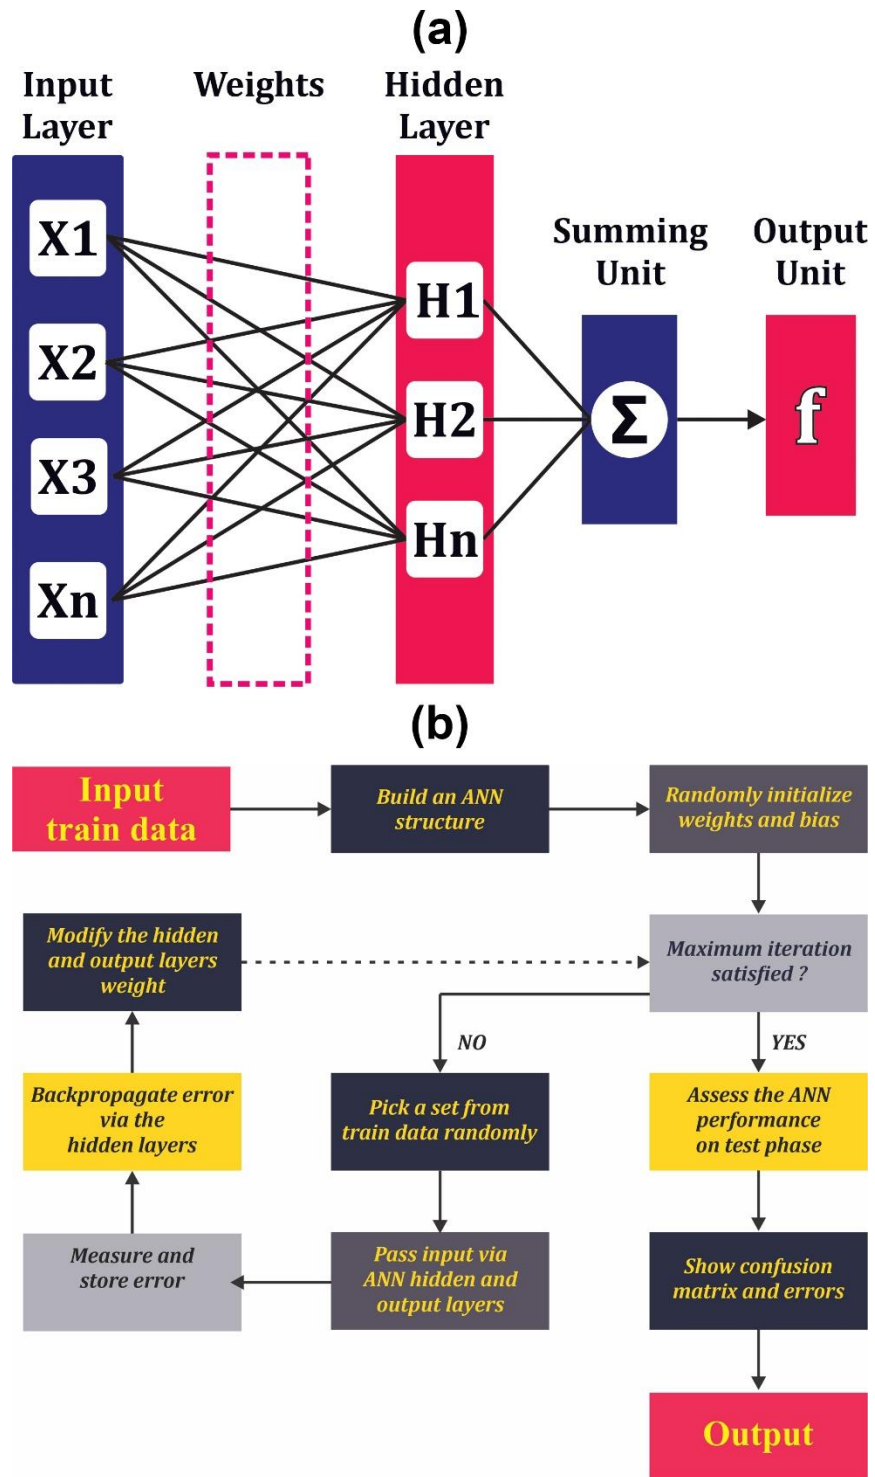 (a)
Input
Layer
Weights
Hidden
Layer
Summing
Unit
Output
Unit
X1
X2
X3
Xn
H1
H2
Hn
Σ
f
(b)
Input
train data
Build an ANN
structure
Randomly initialize
weights and bias
Modify the hidden
and output layers
weight
Maximum iteration
satisfied ?
NO
YES
Backpropagate error
via the
hidden layers
Pick a set from
train data randomly
Assess the ANN
performance
on test phase
Measure and
store error
Pass input via
ANN hidden and
output layers
Show confusion
matrix and errors
Output